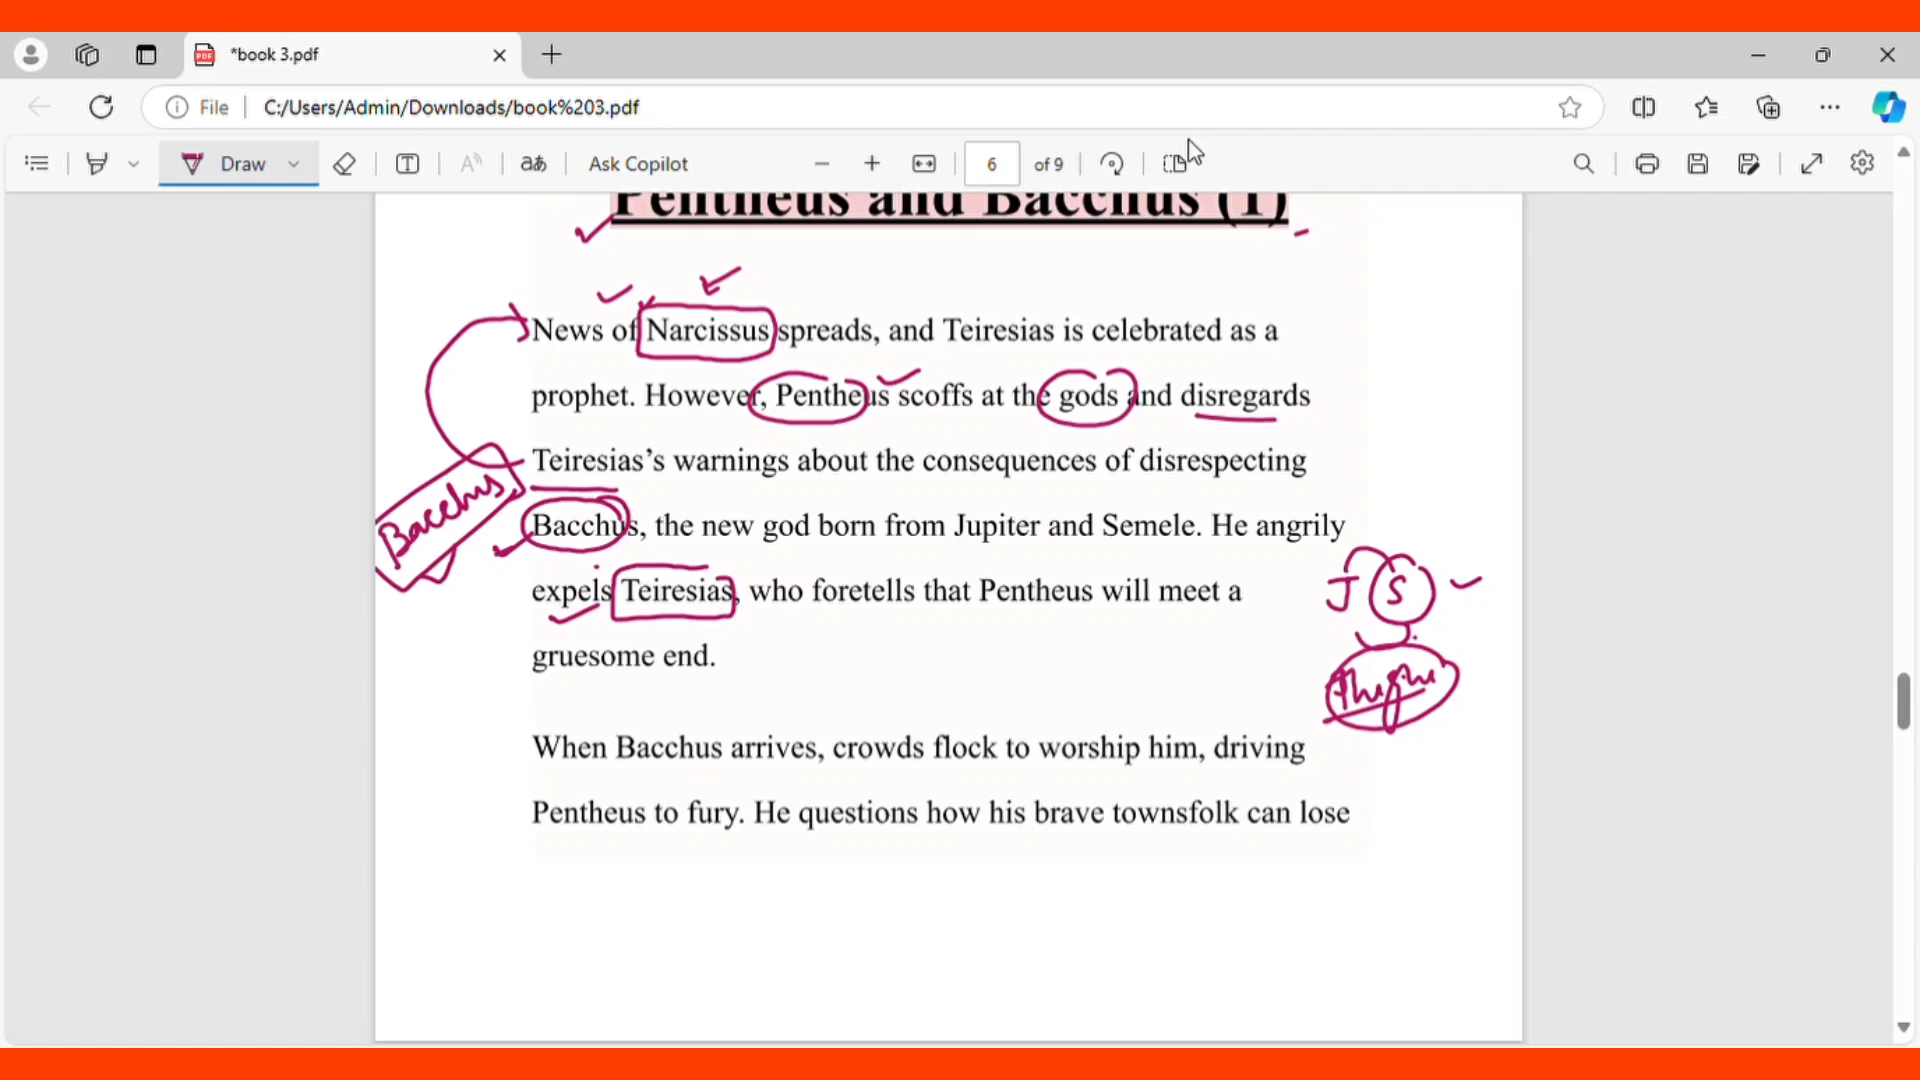 *book 3.pdf
File
C:/Users/Admin/Downloads/book%203.pdf
Draw
Ask Copilot
6
of 9
Pentheus and Bacchus (1)
News of Narcissus spreads, and Teiresias is celebrated as a
prophet. However, Pentheus scoffs at the gods and disregards
Teiresias's warnings about the consequences of disrespecting
Bacchus
Bacchus, the new god born from Jupiter and Semele. He angrily
expels Teiresias, who foretells that Pentheus will meet a
J S
gruesome end.
When Bacchus arrives, crowds flock to worship him, driving
Pentheus to fury. He questions how his brave townsfolk can lose